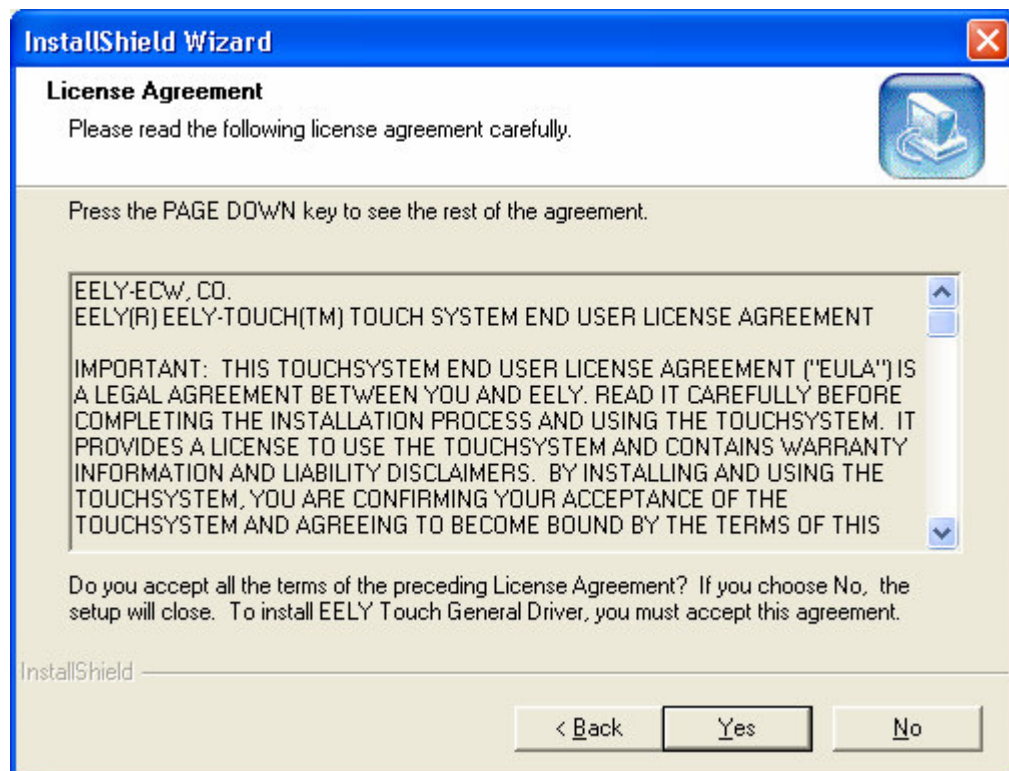 InstallShield Wizard
License Agreement
Please read the following license agreement carefully.
Press the PAGE DOWN key to see the rest of the agreement.
EELY-ECW, CO.
EELY(R) EELY-TOUCH(TM) TOUCH SYSTEM END USER LICENSE AGREEMENT
IMPORTANT:  THIS TOUCHSYSTEM END USER LICENSE AGREEMENT ("EULA") IS
A LEGAL AGREEMENT BETWEEN YOU AND EELY. READ IT CAREFULLY BEFORE
COMPLETING THE INSTALLATION PROCESS AND USING THE TOUCHSYSTEM.  IT
PROVIDES A LICENSE TO USE THE TOUCHSYSTEM AND CONTAINS WARRANTY
INFORMATION AND LIABILITY DISCLAIMERS.  BY INSTALLING AND USING THE
TOUCHSYSTEM, YOU ARE CONFIRMING YOUR ACCEPTANCE OF THE
TOUCHSYSTEM AND AGREEING TO BECOME BOUND BY THE TERMS OF THIS
Do you accept all the terms of the preceding License Agreement?  If you choose No,  the
setup will close.  To install EELY Touch General Driver, you must accept this agreement.
InstallShield
< Back
Yes
No